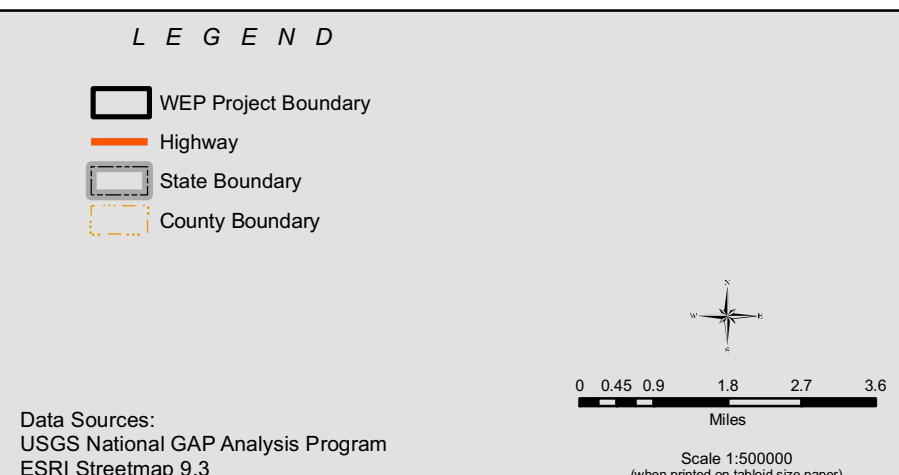 L E G E N D
WEP Project Boundary
Highway
State Boundary
County Boundary
N
W E
S
0 0.45 0.9 1.8 2.7 3.6
Miles
Data Sources:
USGS National GAP Analysis Program
ESRI Streetmap 9.3
Scale 1:500000
(when printed on tabloid size paper)